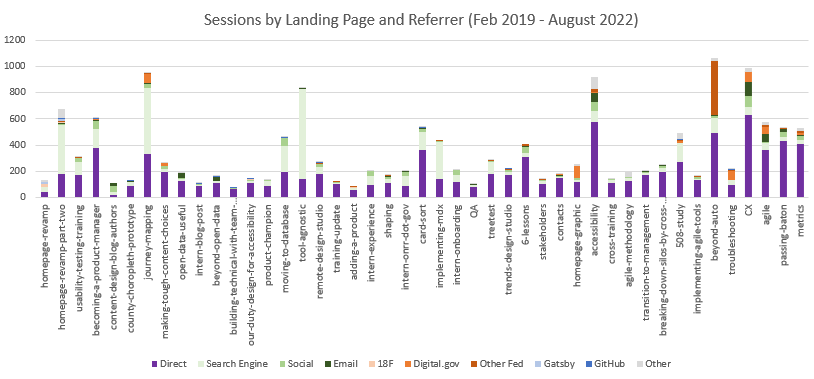 Sessions by Landing Page and Referrer (Feb 2019 - August 2022)
1200
1000
800
600
400
200
0
homepage-revamp
homepage-revamp-part-two
usability-testing-training
becoming-a-product-manager
content-design-blog-authors
county-choropleth-prototype
journey-mapping
making-tough-content-choices
open-data-useful
intern-blog-post
beyond-open-data
building-technical-with-team-...
our-duty-design-for-accessibility
product-champion
moving-to-database
tool-agnostic
remote-design-studio
training-update
adding-a-product
intern-experience
shaping
intern-onrr-dot-gov
card-sort
implementing-mdx
intern-onboarding
QA
treetest
trends-design-studio
6-lessons
stakeholders
contacts
homepage-graphic
accessibility
cross-training
agile-methodology
transition-to-management
breaking-down-silos-by-cross-...
508-study
implementing-agile-tools
beyond-auto
troubleshooting
CX
agile
passing-baton
metrics
Direct Search Engine Social Email 18F Digital.gov Other Fed Gatsby GitHub Other